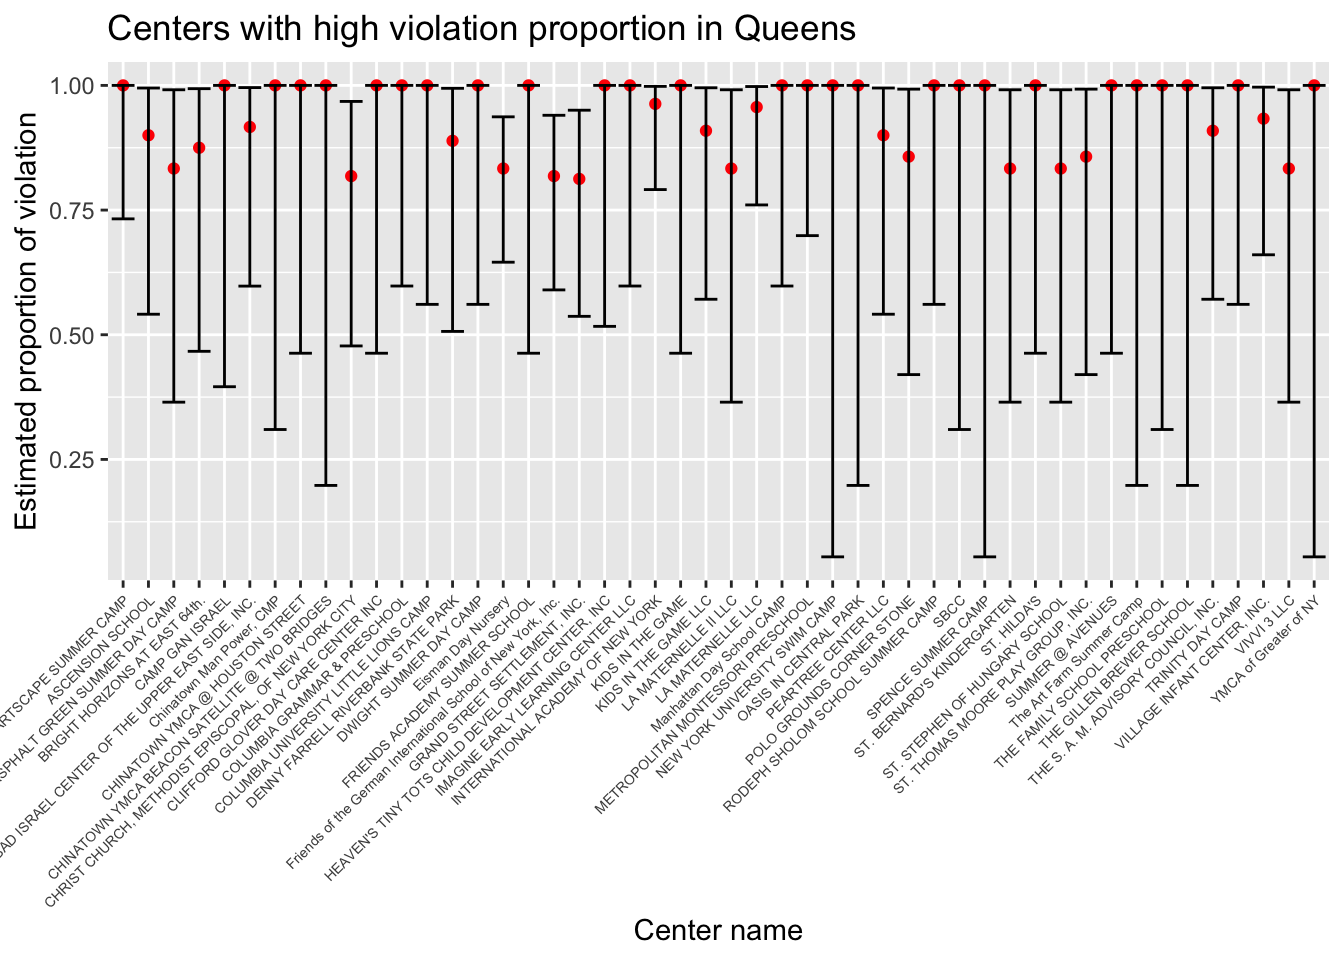 Centers with high violation proportion in Queens
Estimated proportion of violation
1.00
0.75
0.50
0.25
ARTSCAPE SUMMER CAMP
ASCENSION SCHOOL
ASPHALT GREEN SUMMER DAY CAMP
BRIGHT HORIZONS AT EAST 64th.
CAMP GAN ISRAEL
ISRAEL CENTER OF THE UPPER EAST SIDE, INC.
Chinatown Man Power, CMP
CHINATOWN YMCA @ HOUSTON STREET
CHINATOWN YMCA BEACON SATELLITE @ TWO BRIDGES
CHRIST CHURCH, METHODIST EPISCOPAL, OF NEW YORK CITY
CLIFFORD GLOVER DAY CARE CENTER INC
COLUMBIA GRAMMAR & PRESCHOOL
COLUMBIA UNIVERSITY LITTLE LIONS CAMP
DENNY FARRELL RIVERBANK STATE PARK
DWIGHT SUMMER DAY CAMP
Eisman Day Nursery
FRIENDS ACADEMY SUMMER SCHOOL
Friends of the German International School of New York, Inc.
GRAND STREET SETTLEMENT, INC.
HEAVEN'S TINY TOTS CHILD DEVELOPMENT CENTER, INC
IMAGINE EARLY LEARNING CENTER LLC
INTERNATIONAL ACADEMY OF NEW YORK
KIDS IN THE GAME
KIDS IN THE GAME LLC
LA MATERNELLE II LLC
LA MATERNELLE LLC
Manhattan Day School CAMP
METROPOLITAN MONTESSORI PRESCHOOL
NEW YORK UNIVERSITY SWIM CAMP
OASIS IN CENTRAL PARK
PEARTREE CENTER LLC
POLO GROUNDS CORNER STONE
RODEPH SHOLOM SCHOOL SUMMER CAMP
SBCC
SPENCE SUMMER CAMP
ST. BERNARD'S KINDERGARTEN
ST. HILDA'S
ST. STEPHEN OF HUNGARY SCHOOL
ST. THOMAS MOORE PLAY GROUP, INC.
SUMMER @ AVENUES
The Art Farm Summer Camp
THE FAMILY SCHOOL PRESCHOOL
THE GILLEN BREWER SCHOOL
THE S. A. M. ADVISORY COUNCIL, INC.
TRINITY DAY CAMP
VILLAGE INFANT CENTER, INC.
VIVVI 3 LLC
YMCA of Greater of NY
Center name